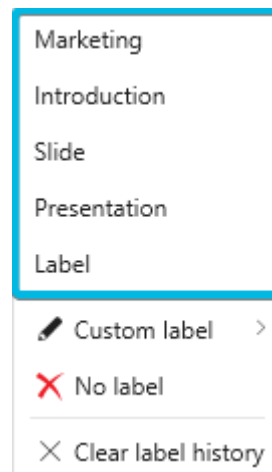 Marketing
Introduction
Slide
Presentation
Label
Custom label
No label
Clear label history